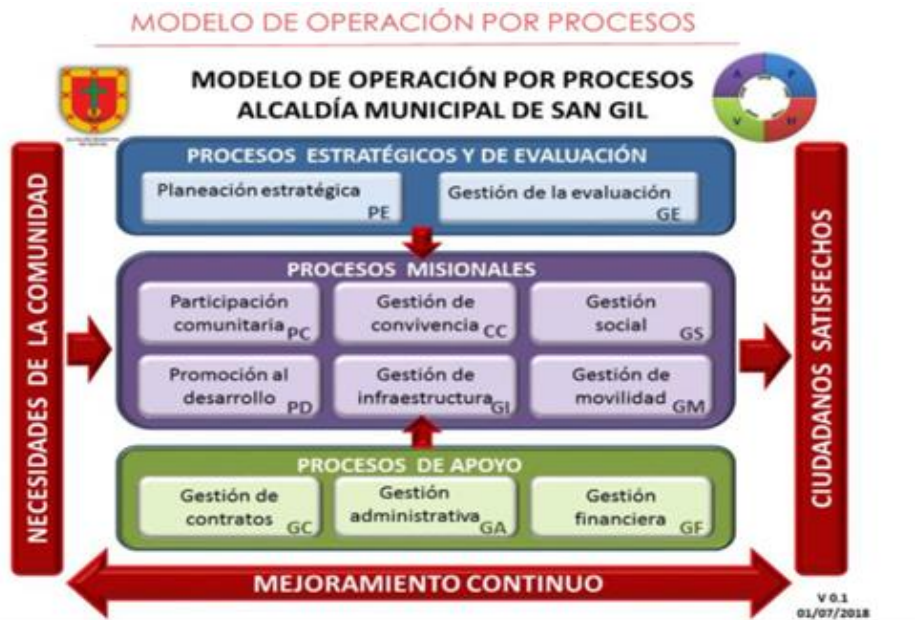 MODELO DE OPERACIÓN POR PROCESOS
MODELO DE OPERACIÓN POR PROCESOS
ALCALDÍA MUNICIPAL DE SAN GIL
A P
V H
NECESIDADES DE LA COMUNIDAD
PROCESOS ESTRATÉGICOS Y DE EVALUACIÓN
Planeación estratégica
PE
Gestión de la evaluación
GE
PROCESOS MISIONALES
Participación
comunitaria PC
Gestión de
convivencia CC
Gestión
social GS
Promoción al
desarrollo PD
Gestión de
infraestructura GI
Gestión de
movilidad GM
PROCESOS DE APOYO
Gestión de
contratos GC
Gestión
administrativa GA
Gestión
financiera GF
CIUDADANOS SATISFECHOS
MEJORAMIENTO CONTINUO
V 0.1
01/07/2018